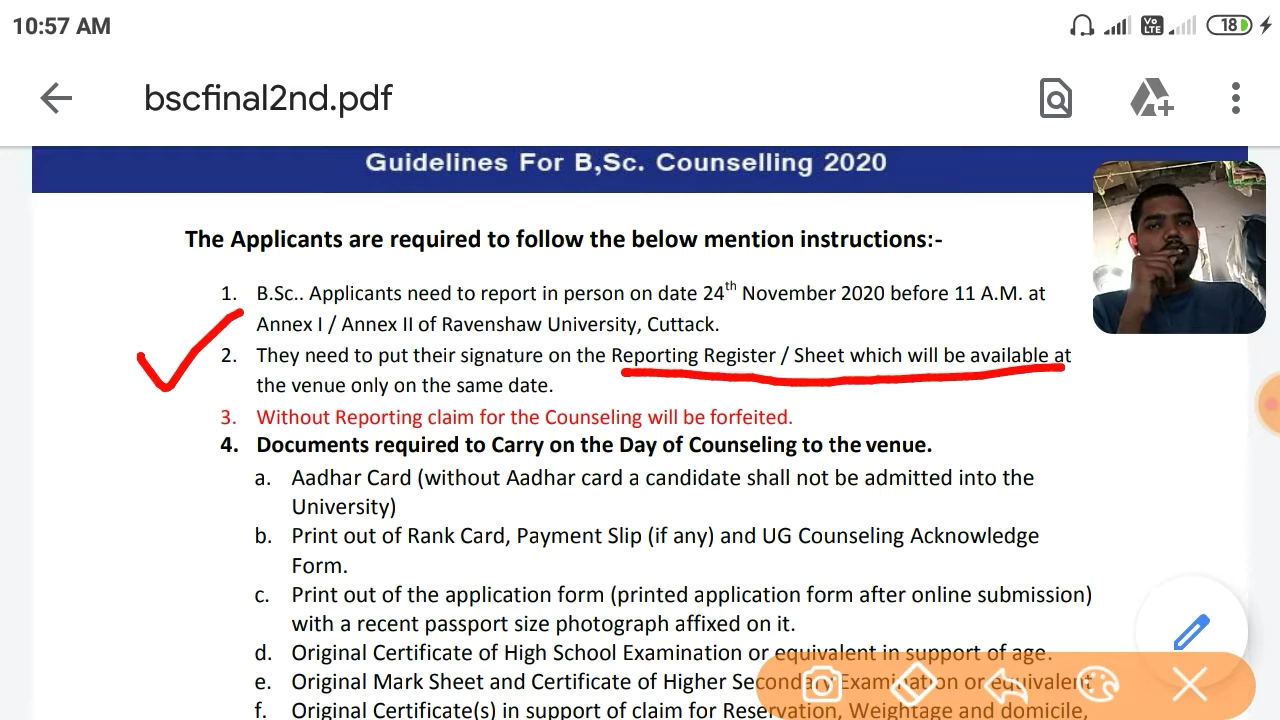 10:57 AM
Vo LTE
18
bscfinal2nd.pdf
Guidelines For B,Sc. Counselling 2020
The Applicants are required to follow the below mention instructions:-
1. B.Sc.. Applicants need to report in person on date 24th November 2020 before 11 A.M. at
Annex I / Annex II of Ravenshaw University, Cuttack.
2. They need to put their signature on the Reporting Register / Sheet which will be available at
the venue only on the same date.
3. Without Reporting claim for the Counseling will be forfeited.
4. Documents required to Carry on the Day of Counseling to the venue.
a. Aadhar Card (without Aadhar card a candidate shall not be admitted into the
University)
b. Print out of Rank Card, Payment Slip (if any) and UG Counseling Acknowledge
Form.
c. Print out of the application form (printed application form after online submission)
with a recent passport size photograph affixed on it.
d. Original Certificate of High School Examination or equivalent in support of age.
e. Original Mark Sheet and Certificate of Higher Secondary Examination or equivalent
f. Original Certificate(s) in support of claim for Reservation, Weightage and domicile,